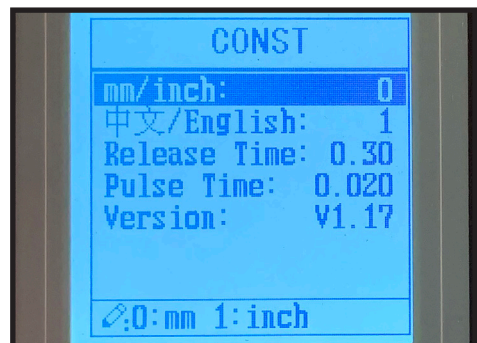 CONST
mm/inch: 0
中文/English: 1
Release Time: 0.30
Pulse Time: 0.020
Version: V1.17
:0:mm 1:inch